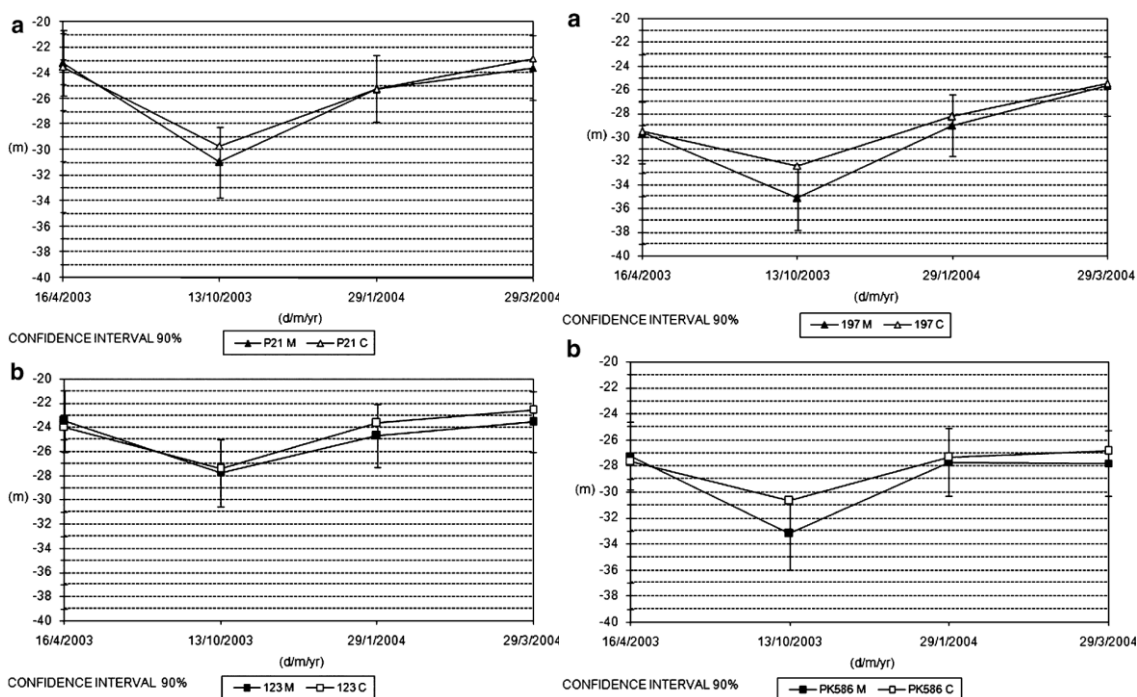 a
-20
-22
-24
-26
-28
(m)
-30
-32
-34
-36
-38
-40
16/4/2003 13/10/2003 29/1/2004 29/3/2004
(d/m/yr)
CONFIDENCE INTERVAL 90%
P21 M P21 C
a
-20
-22
-24
-26
-28
(m)
-30
-32
-34
-36
-38
-40
16/4/2003 13/10/2003 29/1/2004 29/3/2004
(d/m/yr)
CONFIDENCE INTERVAL 90%
197 M 197 C
b
-20
-22
-24
-26
-28
(m)
-30
-32
-34
-36
-38
-40
16/4/2003 13/10/2003 29/1/2004 29/3/2004
(d/m/yr)
CONFIDENCE INTERVAL 90%
123 M 123 C
b
-20
-22
-24
-26
-28
(m)
-30
-32
-34
-36
-38
-40
16/4/2003 13/10/2003 29/1/2004 29/3/2004
(d/m/yr)
CONFIDENCE INTERVAL 90%
PK586 M PK586 C